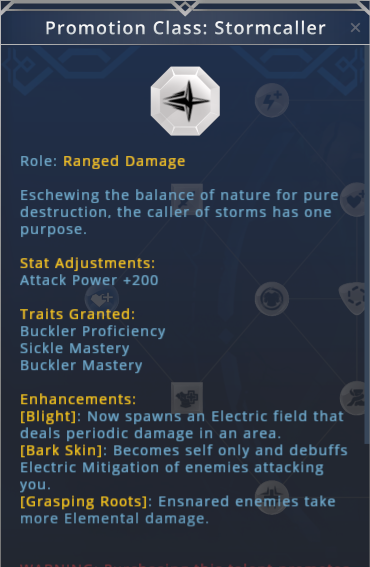 Promotion Class: Stormcaller
Role: Ranged Damage
Eschewing the balance of nature for pure
destruction, the caller of storms has one
purpose.
Stat Adjustments:
Attack Power +200
Traits Granted:
Buckler Proficiency
Sickle Mastery
Buckler Mastery
Enhancements:
[Blight]: Now spawns an Electric field that
deals periodic damage in an area.
[Bark Skin]: Becomes self only and debuffs
Electric Mitigation of enemies attacking
you.
[Grasping Roots]: Ensnared enemies take
more Elemental damage.